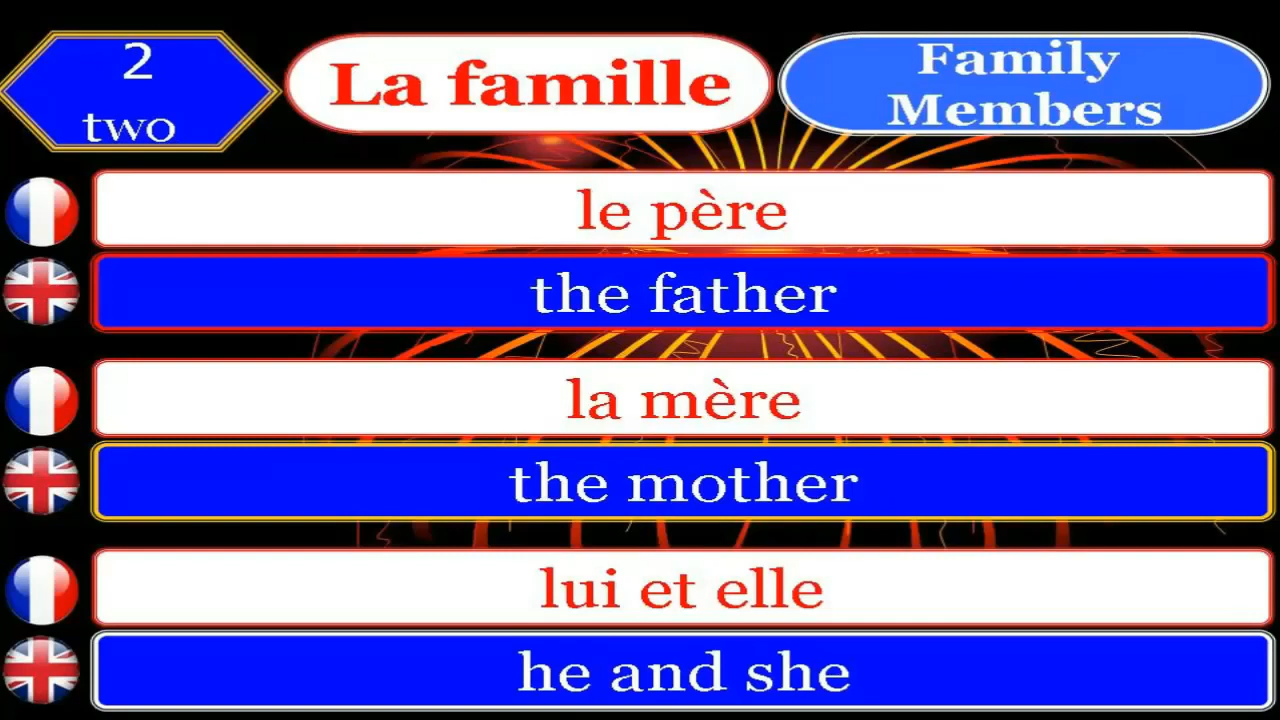 2
two
La famille
Family
Members
le père
the father
la mère
the mother
lui et elle
he and she